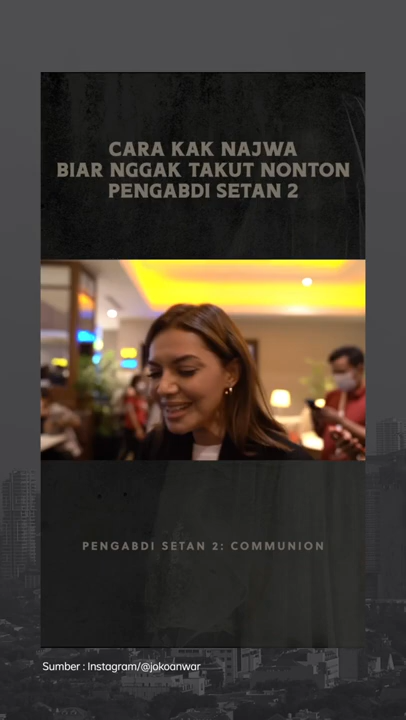 CARA KAK NAJWA
BIAR NGGAK TAKUT NONTON
PENGABDI SETAN 2
PENGABDI SETAN 2: COMMUNION
Sumber : Instagram/@jokoanwar